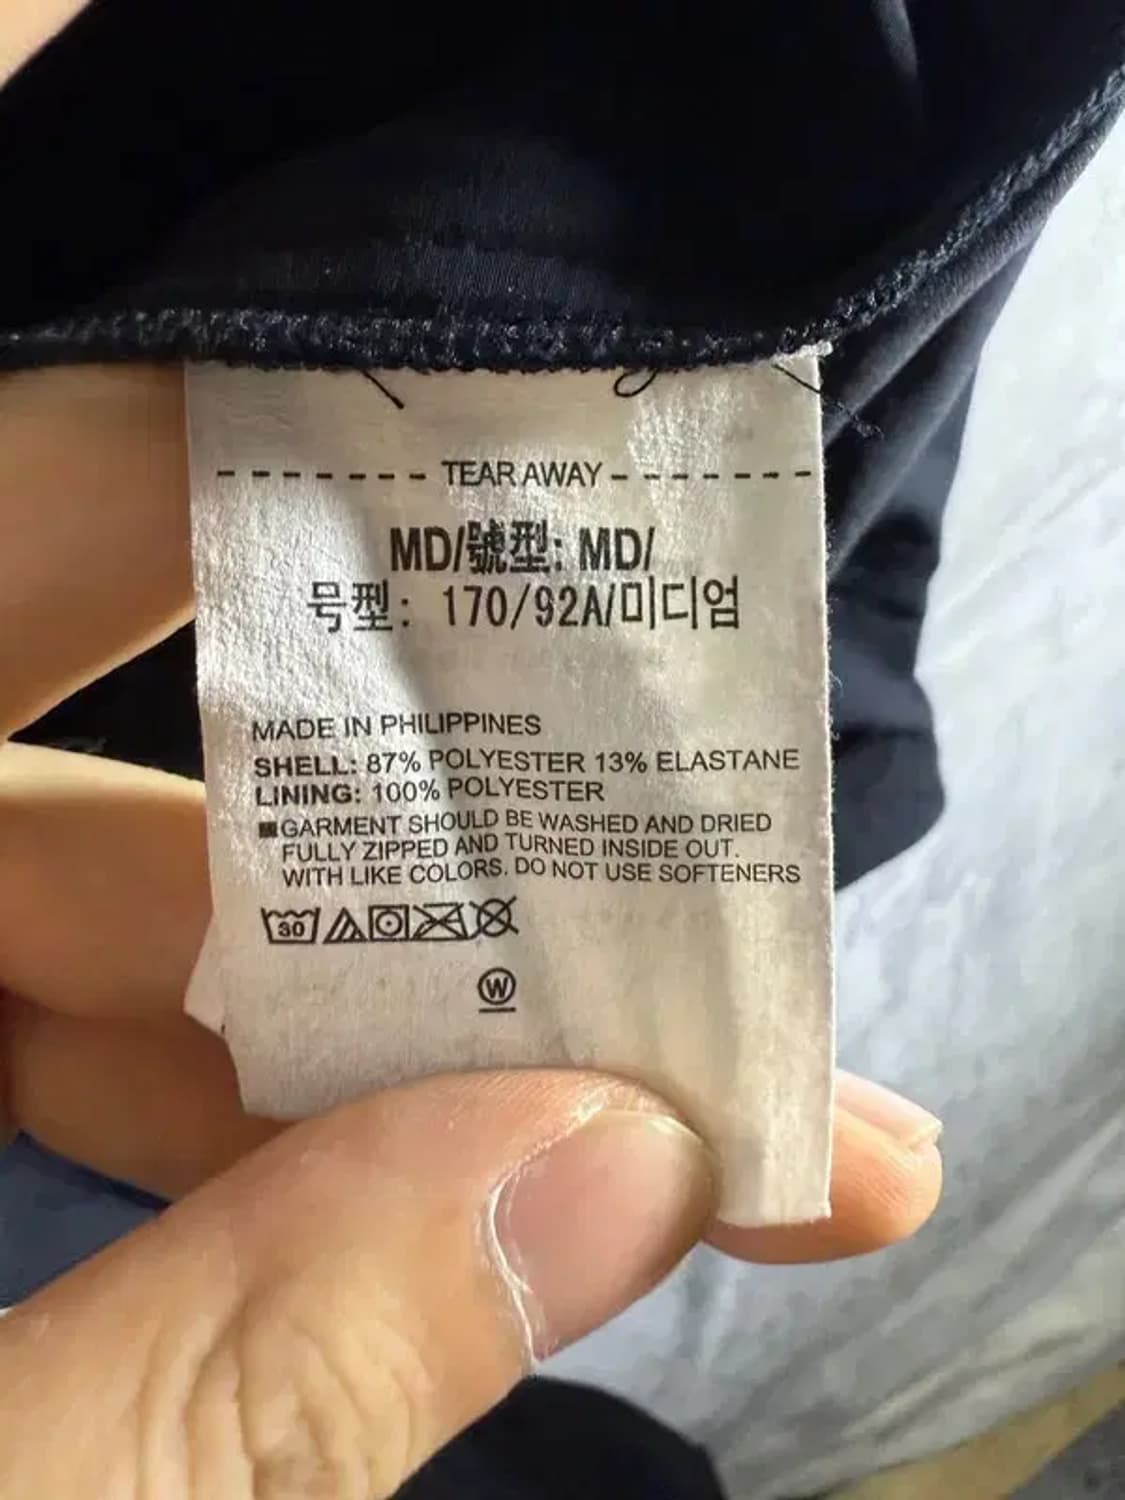 TEAR AWAY
MD/號型: MD/
号型: 170/92A/미디엄
MADE IN PHILIPPINES
SHELL: 87% POLYESTER 13% ELASTANE
LINING: 100% POLYESTER
GARMENT SHOULD BE WASHED AND DRIED
FULLY ZIPPED AND TURNED INSIDE OUT.
WITH LIKE COLORS. DO NOT USE SOFTENERS
30
W